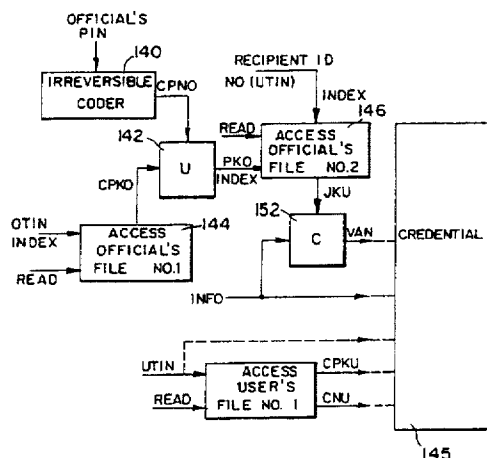 OFFICIAL'S
PIN
140
IRREVERSIBLE
CODER
CPNO
RECIPIENT ID
NO (UTIN)
INDEX
146
142
READ
ACCESS
OFFICIAL'S
FILE NO.2
U
PKO
INDEX
CPKO
JKU
144
152
OTIN
INDEX
ACCESS
OFFICIAL'S
FILE NO.1
C
VAN
CREDENTIAL
READ
INFO
UTIN
ACCESS
USER'S
FILE NO. 1
CPKU
READ
CNU
145